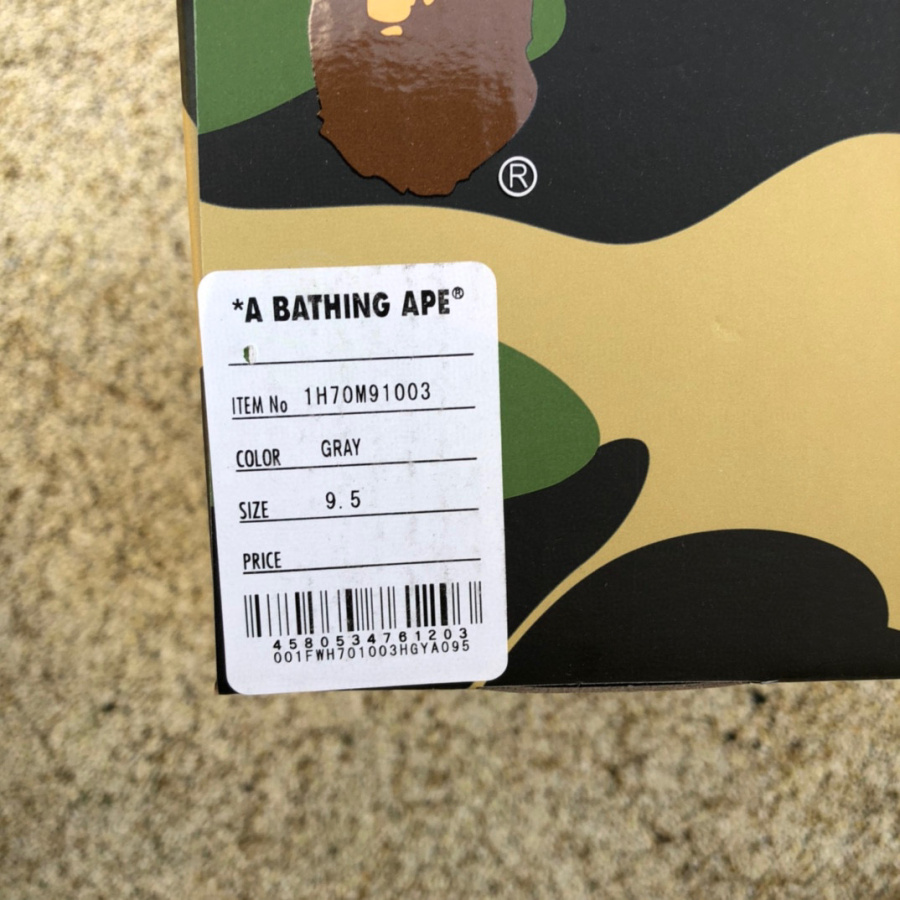 ®
*A BATHING APE®
ITEM No 1H70M91003
COLOR GRAY
SIZE 9.5
PRICE
4580534761203
001FWH701003HGYA095